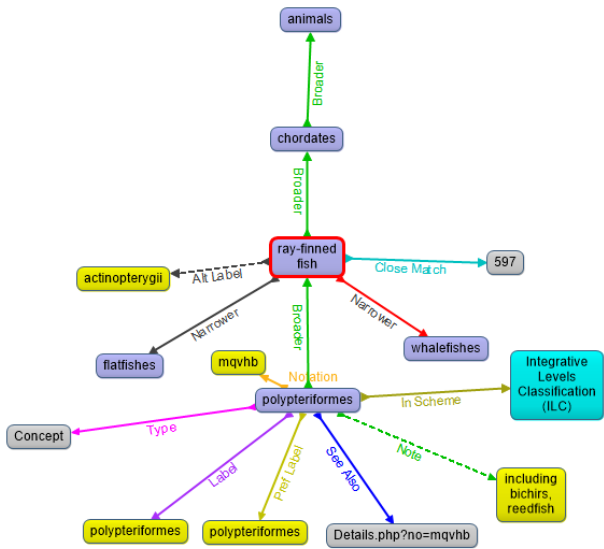 animals
Broader
chordates
Broader
ray-finned
fish
actinopterygii
Alt Label
Close Match
597
Narrower
Narrower
Broader
flatfishes
whalefishes
mqvhb
Notation
polypteriformes
In Scheme
Integrative
Levels
Classification
(ILC)
Concept
Type
Label
Pref Label
See Also
Note
including
bichirs,
reedfish
polypteriformes
polypteriformes
Details.php?no=mqvhb